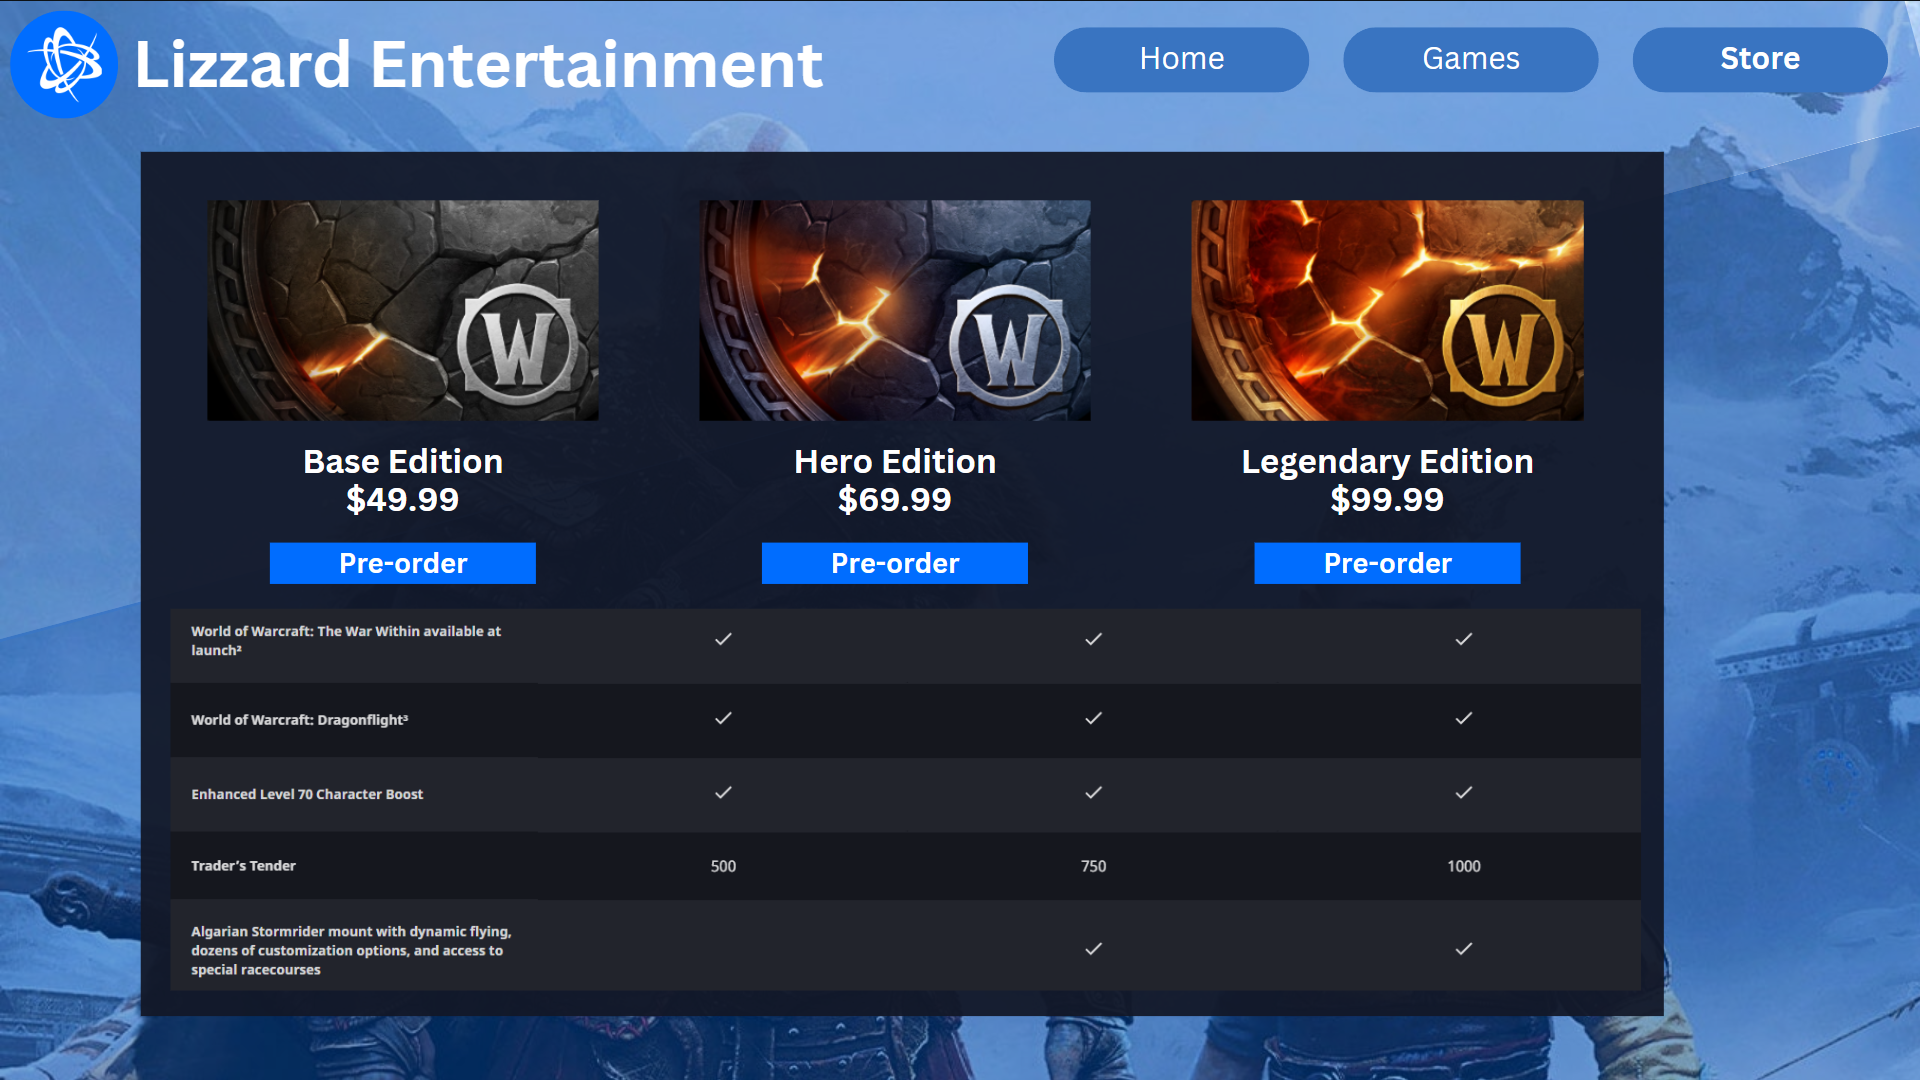 Lizzard Entertainment
Home
Games
Store
W
W
W
Base Edition
$49.99
Hero Edition
$69.99
Legendary Edition
$99.99
Pre-order
Pre-order
Pre-order
World of Warcraft: The War Within available at
launch²
World of Warcraft: Dragonflight³
Enhanced Level 70 Character Boost
Trader’s Tender
500
750
1000
Algarian Stormrider mount with dynamic flying,
dozens of customization options, and access to
special racecourses